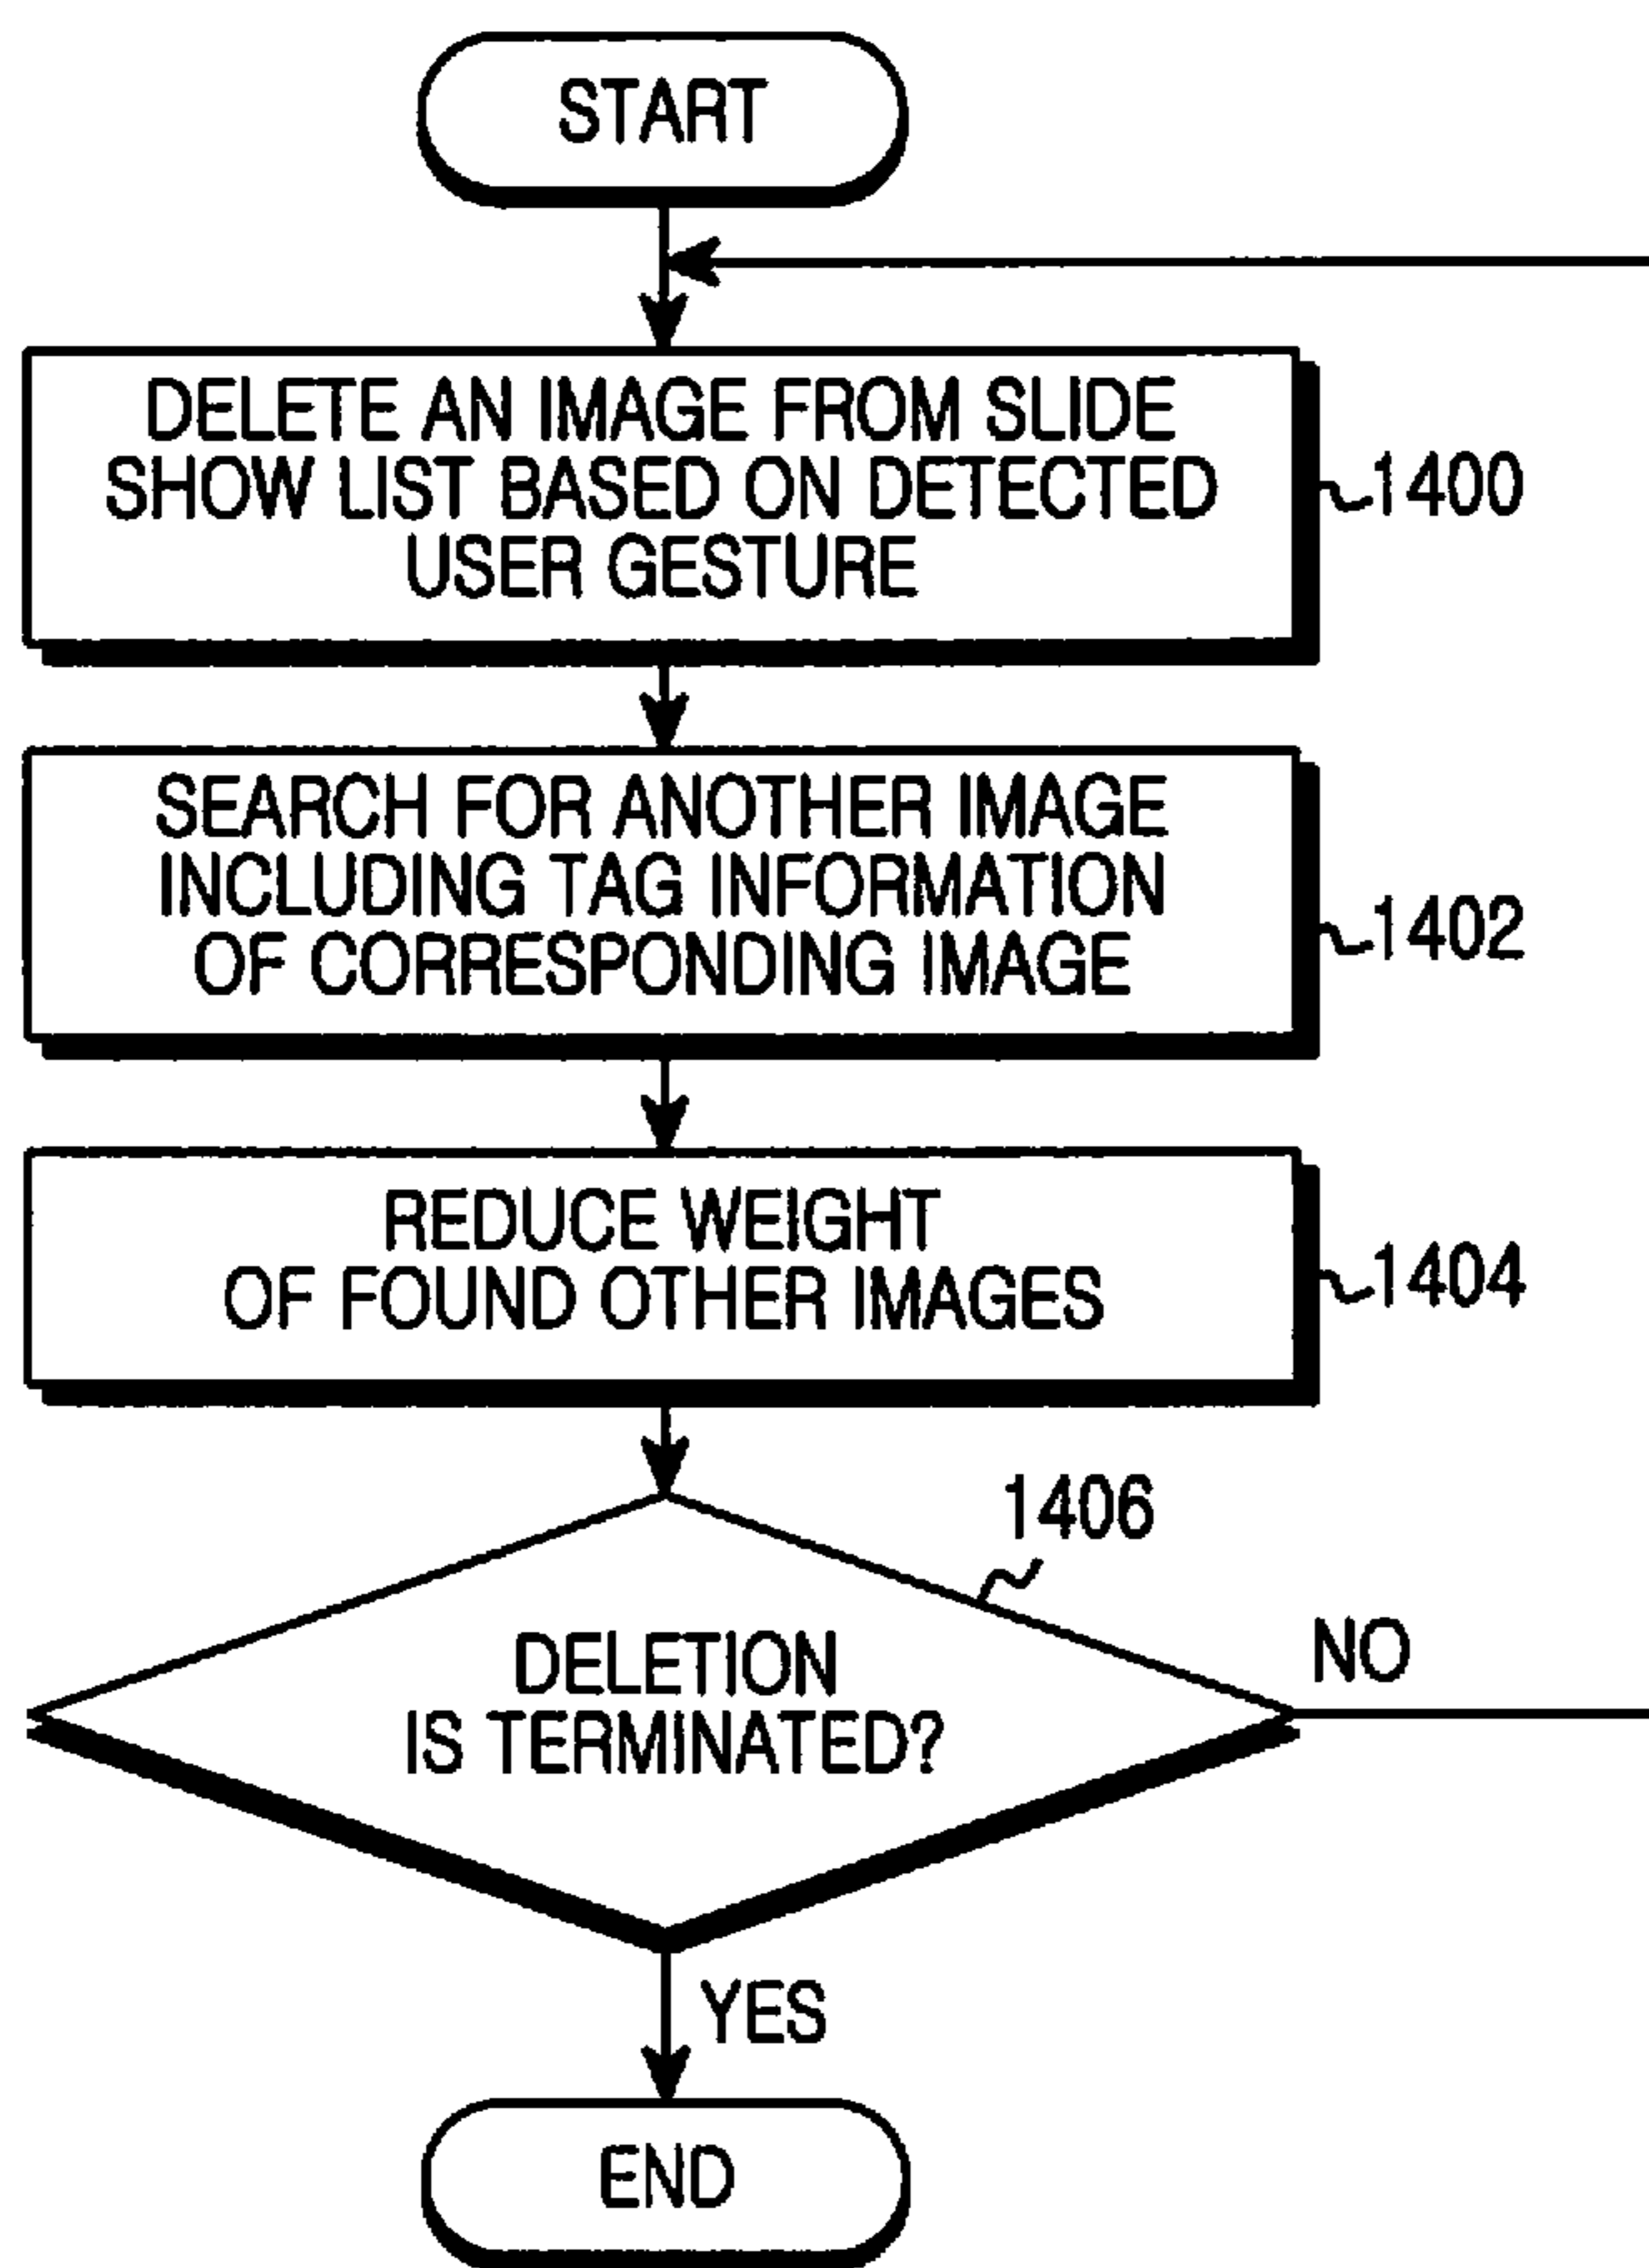 START
DELETE AN IMAGE FROM SLIDE
SHOW LIST BASED ON DETECTED
USER GESTURE
1400
SEARCH FOR ANOTHER IMAGE
INCLUDING TAG INFORMATION
OF CORRESPONDING IMAGE
1402
REDUCE WEIGHT
OF FOUND OTHER IMAGES
1404
1406
DELETION
IS TERMINATED?
NO
YES
END